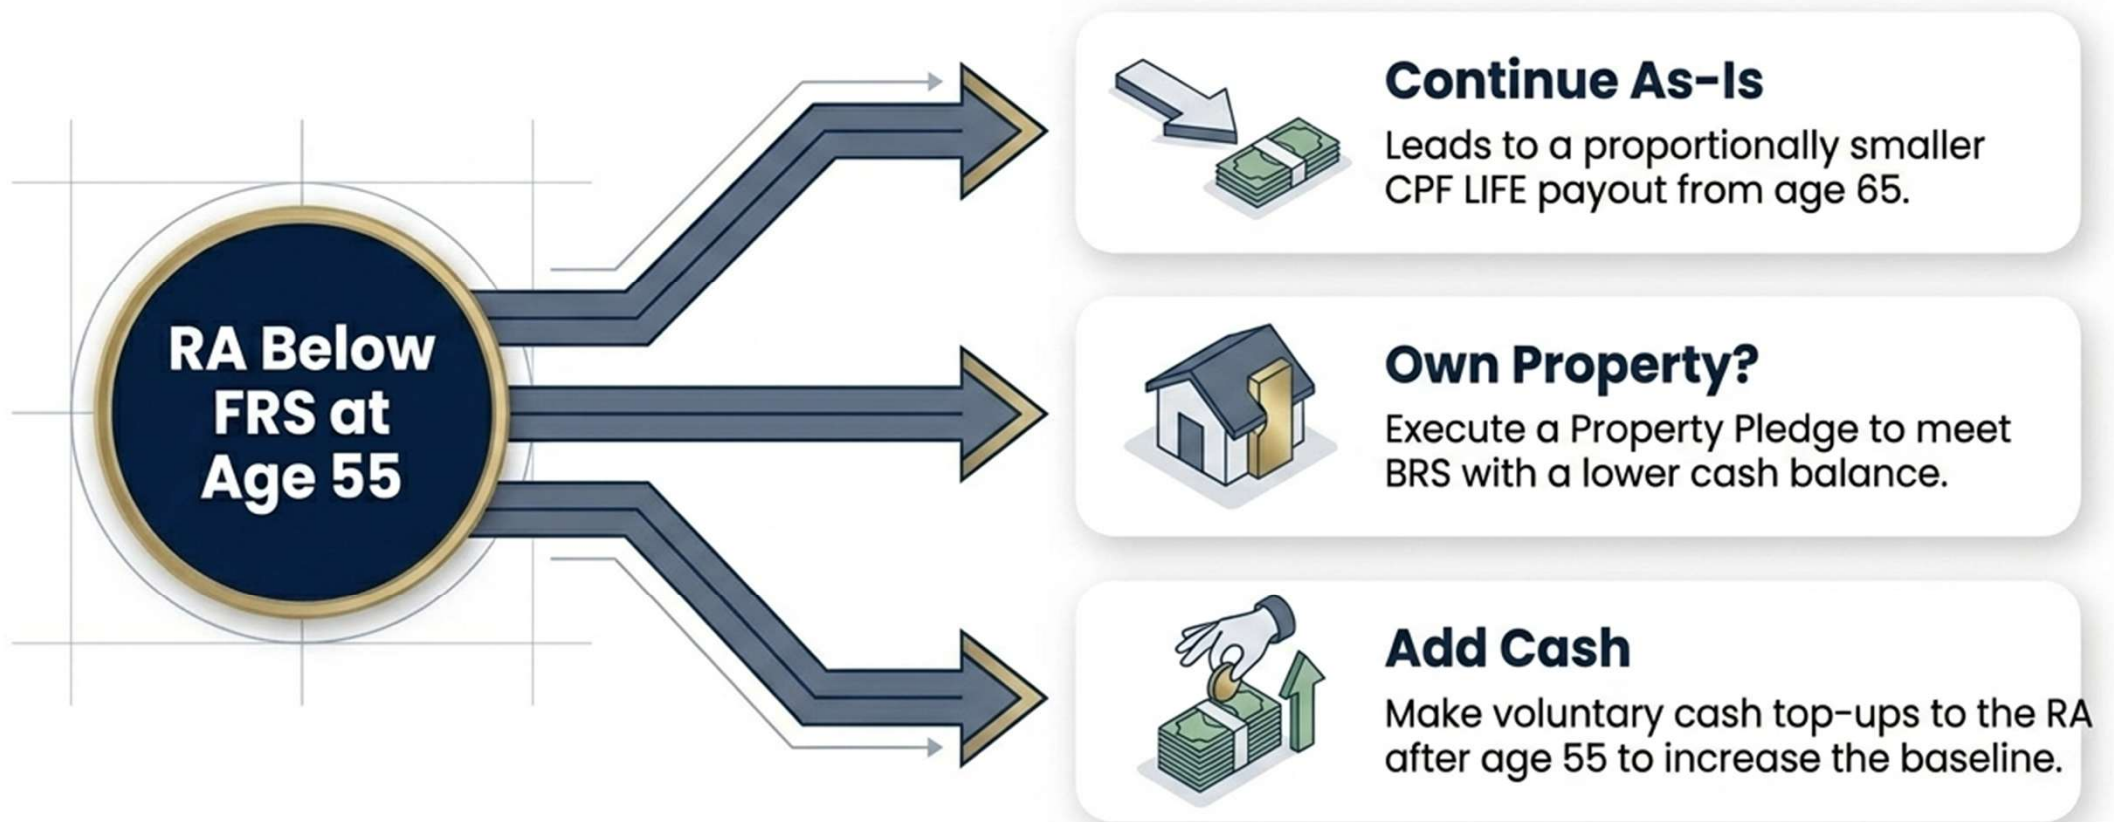 RA Below
FRS at
Age 55
Continue As-Is
Leads to a proportionally smaller
CPF LIFE payout from age 65.
Own Property?
Execute a Property Pledge to meet
BRS with a lower cash balance.
Add Cash
Make voluntary cash top-ups to the RA
after age 55 to increase the baseline.